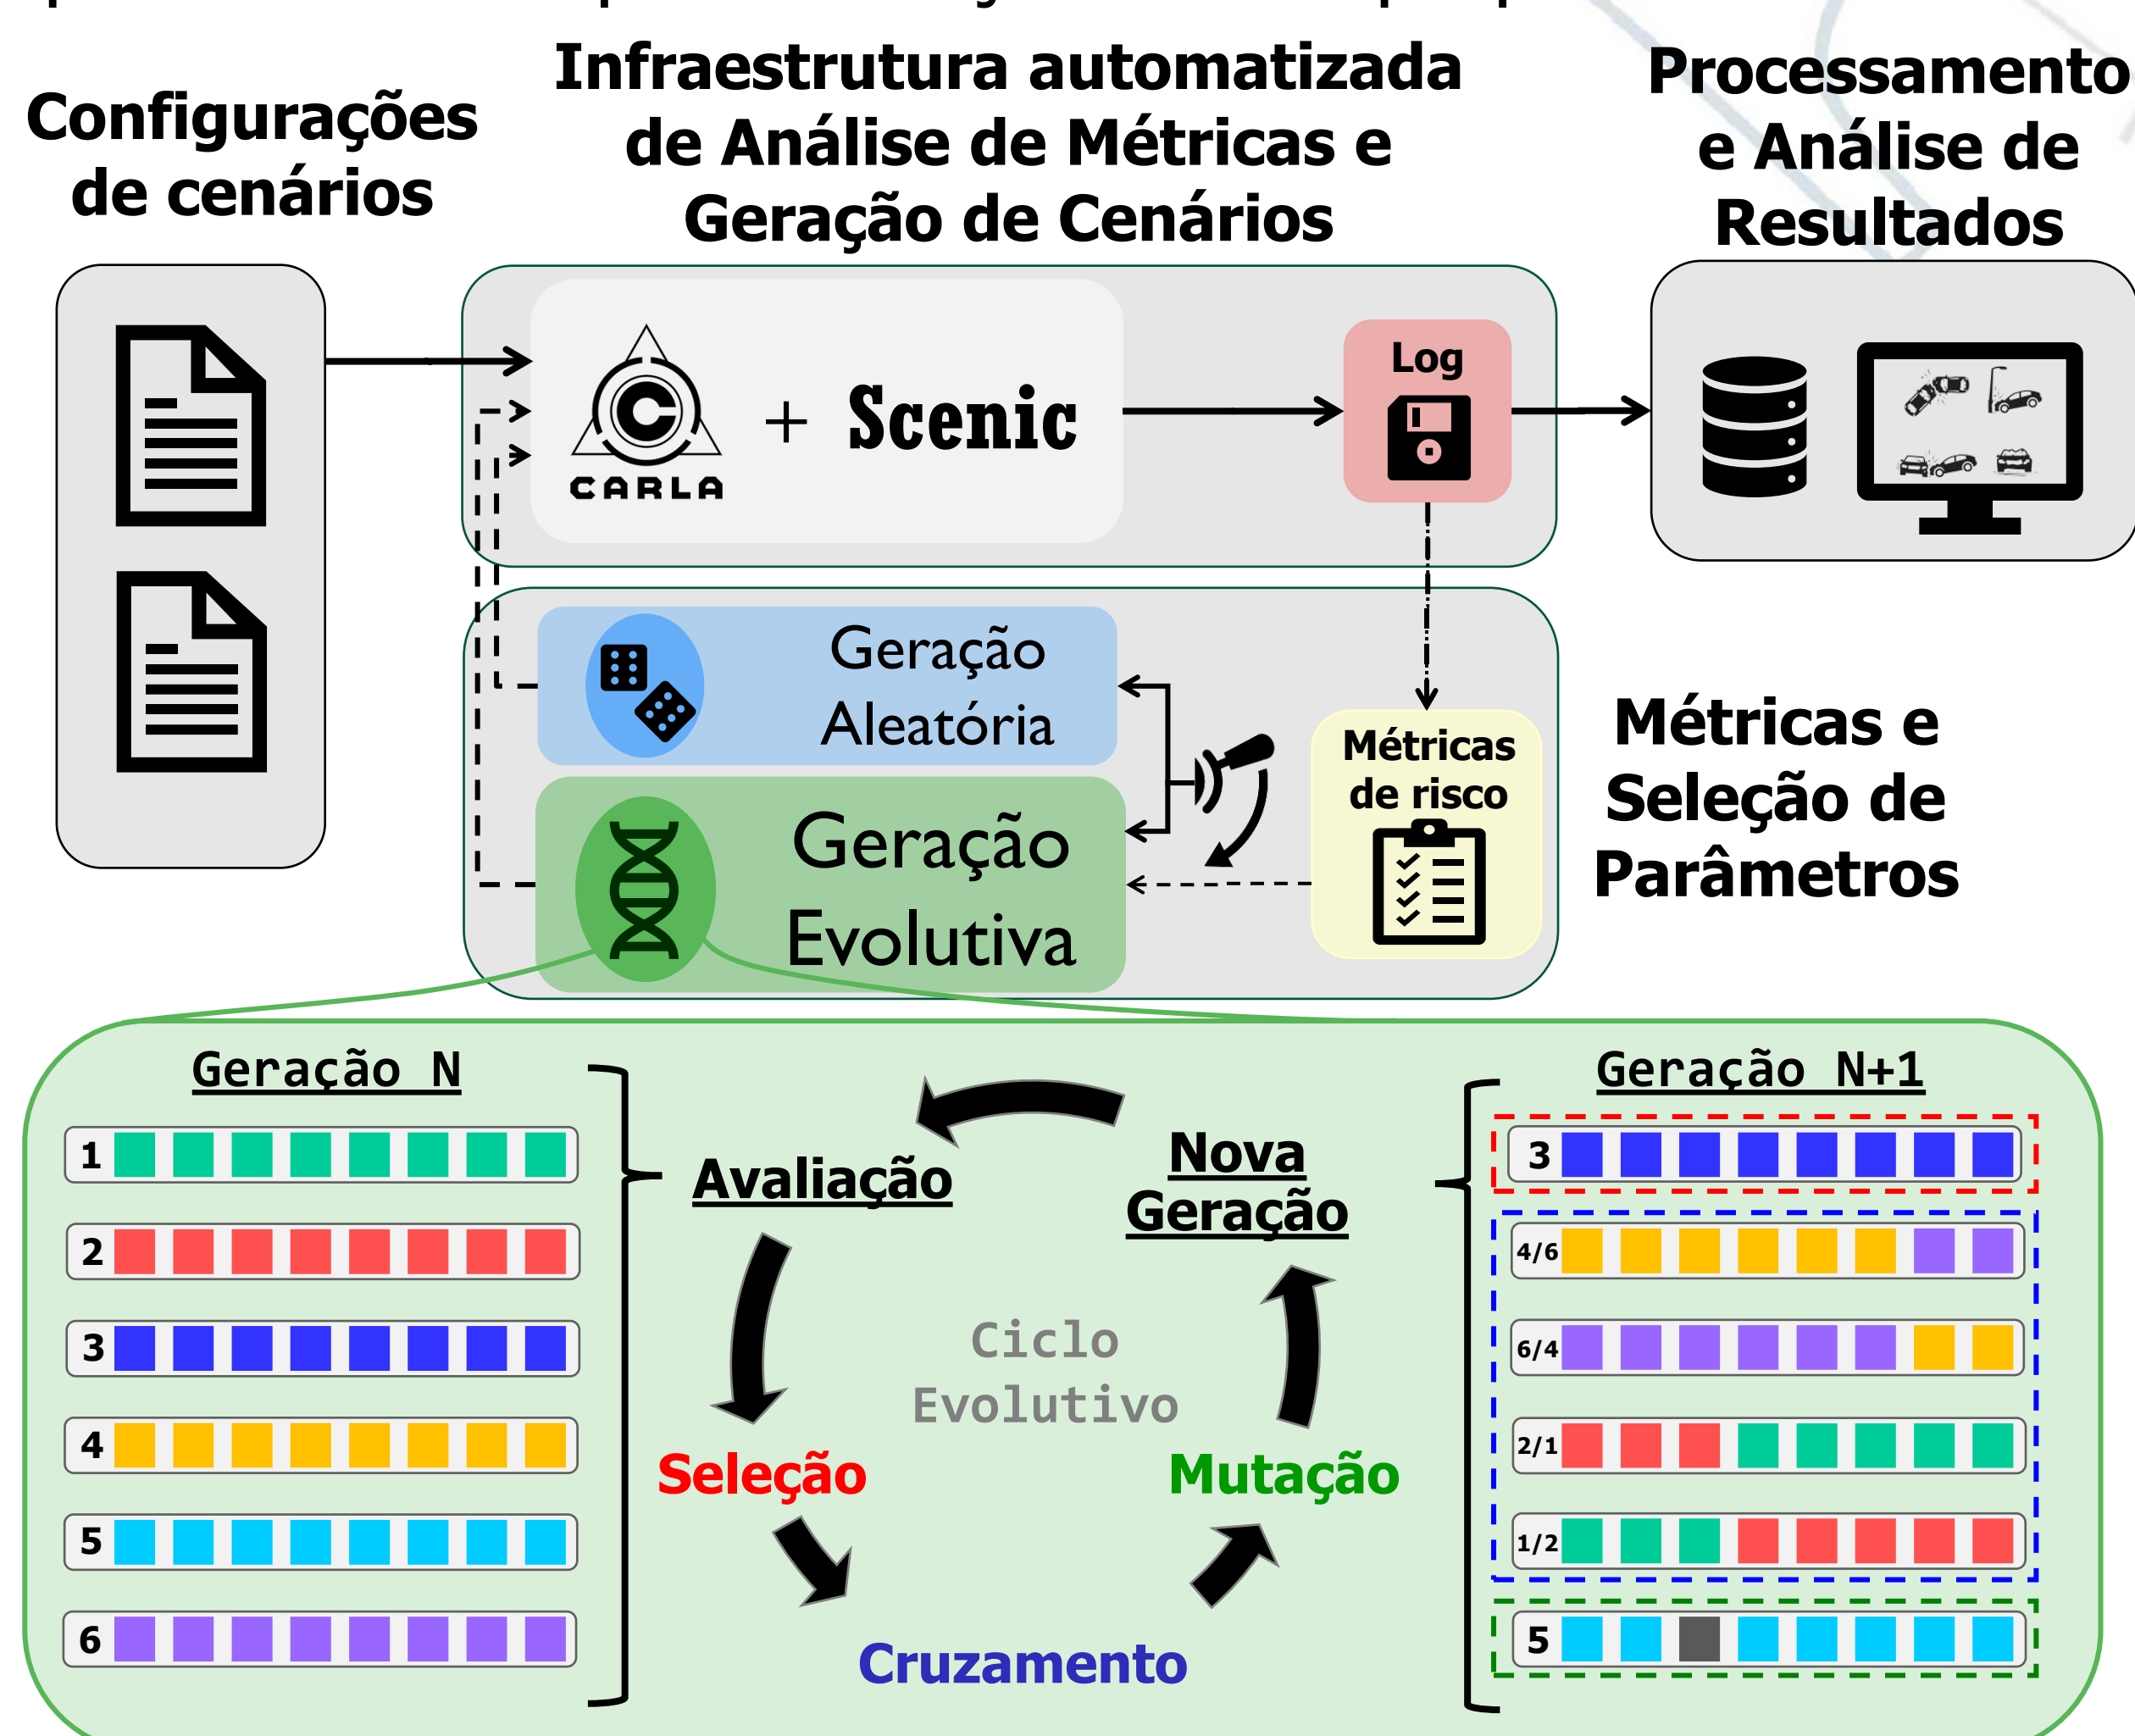 Configurações
de cenários
Infraestrutura automatizada
de Análise de Métricas e
Geração de Cenários
Processamento
e Análise de
Resultados
CARLA
+
Scenic
Log
Geração
Aleatória
Geração
Evolutiva
Métricas
de risco
Métricas e
Seleção de
Parâmetros
Geração N
1
2
3
4
5
6
Avaliação
Nova
Geração
Ciclo
Evolutivo
Seleção
Mutação
Cruzamento
Geração N+1
3
4/6
6/4
2/1
1/2
5